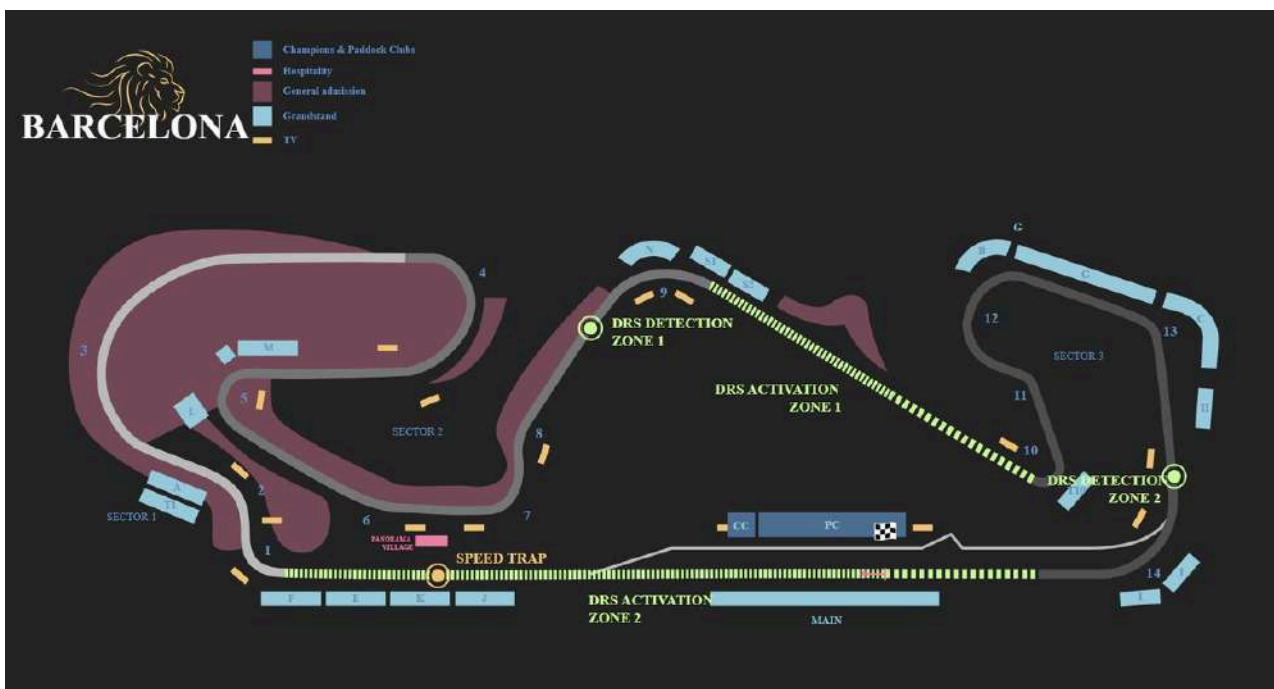 BARCELONA
Champions & Paddock Clubs
Hospitality
General admission
Grandstand
TV
G
N
S3
S2
B
G
C
H
4
9
12
13
3
M
DRS DETECTION
ZONE 1
SECTOR 3
5
L
DRS ACTIVATION
ZONE 1
11
SECTOR 2
8
10
2
A
T1
SECTOR 1
DRS DETECTION
ZONE 2
6
7
PANORAMA
VILLAGE
CC
PC
1
SPEED TRAP
14
F
E
K
J
DRS ACTIVATION
ZONE 2
MAIN
I